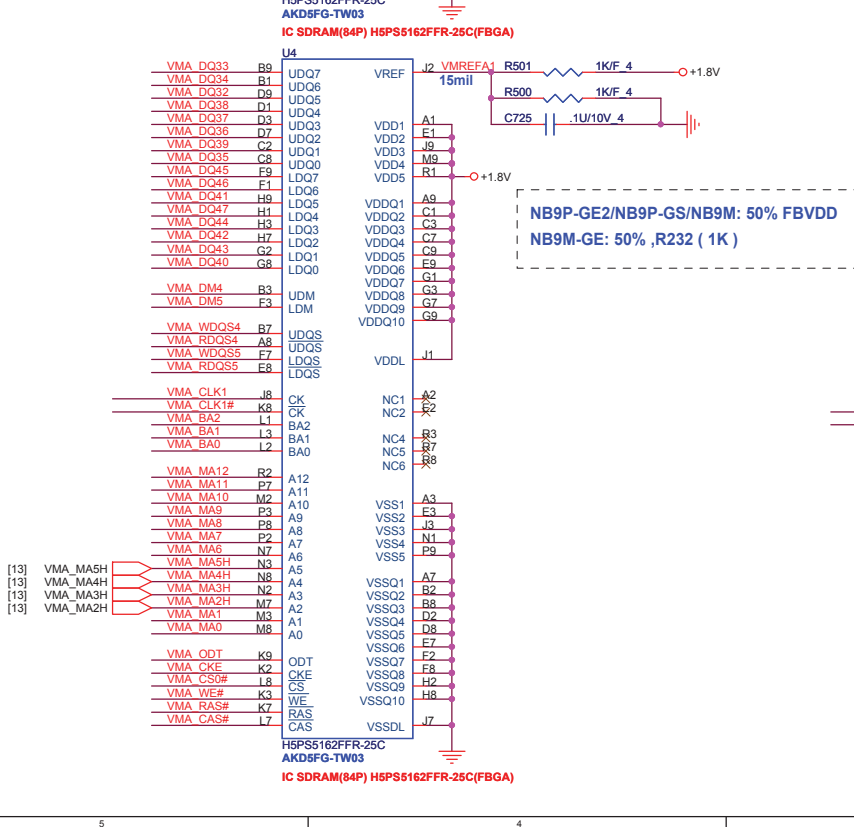 H5PS5162FFR-25C
AKD5FG-TW03
IC SDRAM(84P) H5PS5162FFR-25C(FBGA)
U4
VMA_DQ33 B9 UDQ7 VREF J2 VMREFA1 R501 1K/F_4 +1.8V
VMA_DQ34 B1 UDQ6 15mil
VMA_DQ32 D9 UDQ5 R500 1K/F_4
VMA_DQ38 D1 UDQ4
VMA_DQ37 D3 UDQ3 VDD1 A1 C725 .1U/10V_4
VMA_DQ36 D7 UDQ2 VDD2 E1
VMA_DQ39 C2 UDQ1 VDD3 J9
VMA_DQ35 C8 UDQ0 VDD4 M9
VMA_DQ45 F9 LDQ7 VDD5 R1 +1.8V
VMA_DQ46 F1 LDQ6
VMA_DQ41 H9 LDQ5 VDDQ1 A9
VMA_DQ47 H1 LDQ4 VDDQ2 C1
VMA_DQ44 H3 LDQ3 VDDQ3 C3
VMA_DQ42 H7 LDQ2 VDDQ4 C7
VMA_DQ43 G2 LDQ1 VDDQ5 C9
VMA_DQ40 G8 LDQ0 VDDQ6 E9
VDDQ7 G1
VMA_DM4 B3 UDM VDDQ8 G3
VMA_DM5 F3 LDM VDDQ9 G7
VDDQ10 G9
NB9P-GE2/NB9P-GS/NB9M: 50% FBVDD
NB9M-GE: 50% ,R232 ( 1K )
VMA_WDQS4 B7 UDQS
VMA_RDQS4 A8 UDQS
VMA_WDQS5 F7 LDQS VDDL J1
VMA_RDQS5 E8 LDQS
VMA_CLK1 J8 CK NC1 A2
VMA_CLK1# K8 CK NC2 E2
VMA_BA2 L1 BA2
VMA_BA1 L3 BA1 NC4 R3
VMA_BA0 L2 BA0 NC5 R7
NC6 R8
VMA_MA12 R2 A12
VMA_MA11 P7 A11
VMA_MA10 M2 A10 VSS1 A3
VMA_MA9 P3 A9 VSS2 E3
VMA_MA8 P8 A8 VSS3 J3
VMA_MA7 P2 A7 VSS4 N1
VMA_MA6 N7 A6 VSS5 P9
[13] VMA_MA5H VMA_MA5H N3 A5
[13] VMA_MA4H VMA_MA4H N8 A4 VSSQ1 A7
[13] VMA_MA3H VMA_MA3H N2 A3 VSSQ2 B2
[13] VMA_MA2H VMA_MA2H M7 A2 VSSQ3 B8
VMA_MA1 M3 A1 VSSQ4 D2
VMA_MA0 M8 A0 VSSQ5 D8
VSSQ6 E7
VMA_ODT K9 ODT VSSQ7 F2
VMA_CKE K2 CKE VSSQ8 F8
VMA_CS0# L8 CS VSSQ9 H2
VMA_WE# K3 WE VSSQ10 H8
VMA_RAS# K7 RAS
VMA_CAS# L7 CAS VSSDL J7
H5PS5162FFR-25C
AKD5FG-TW03
IC SDRAM(84P) H5PS5162FFR-25C(FBGA)
5 4